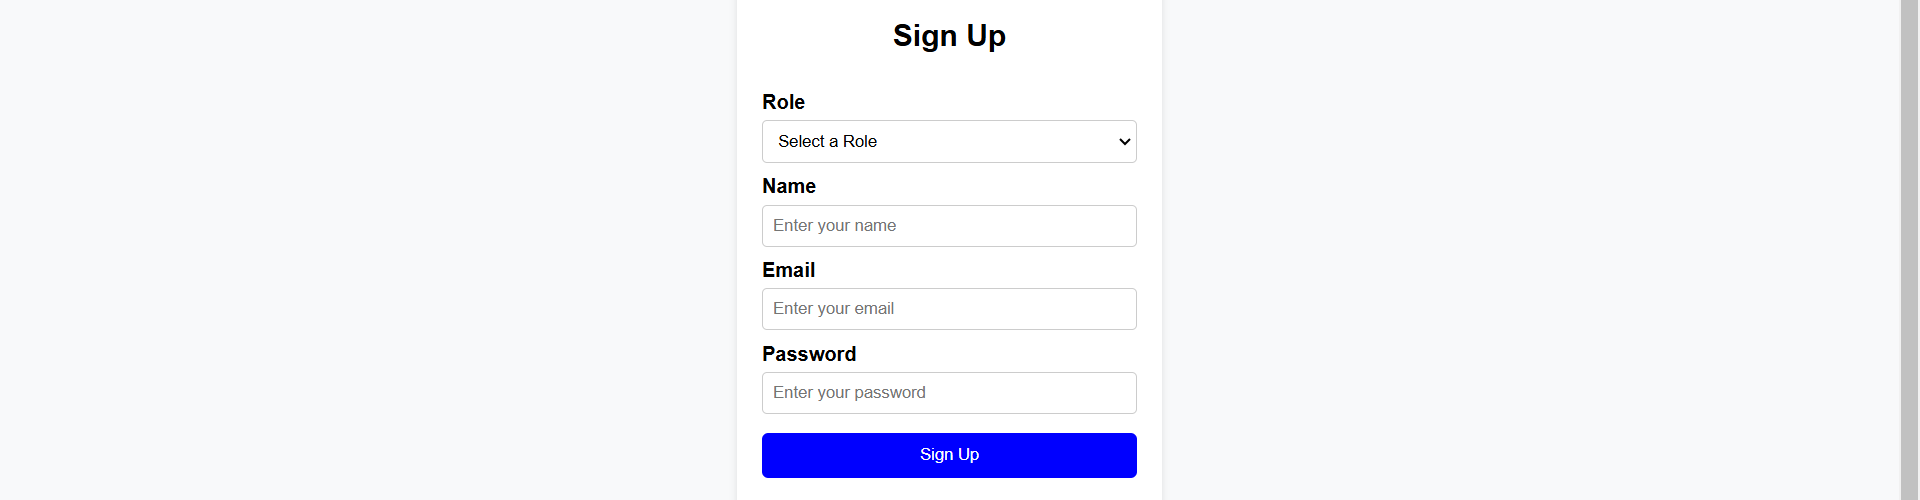 Sign Up
Role
Select a Role
Name
Enter your name
Email
Enter your email
Password
Enter your password
Sign Up